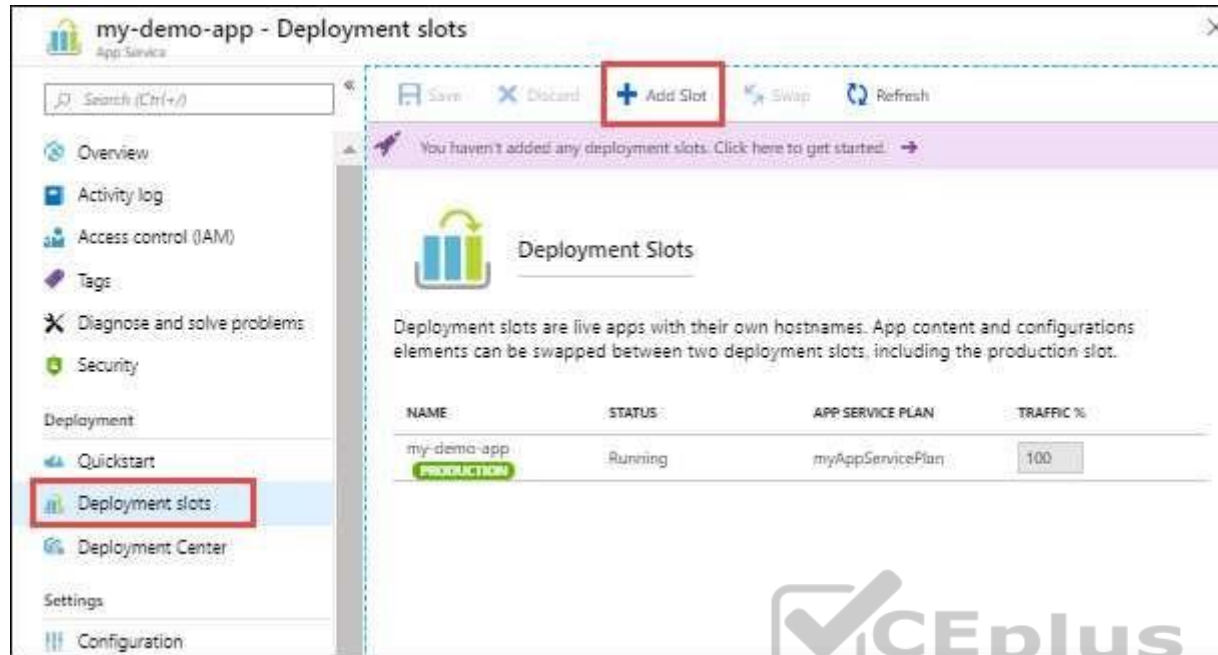 my-demo-app - Deployment slots
App Service
Search (Ctrl+/)
Save
Discard
Add Slot
Swap
Refresh
You haven't added any deployment slots. Click here to get started.
Overview
Activity log
Access control (IAM)
Tags
Diagnose and solve problems
Security
Deployment
Quickstart
Deployment slots
Deployment Center
Settings
Configuration
Deployment Slots
Deployment slots are live apps with their own hostnames. App content and configurations
elements can be swapped between two deployment slots, including the production slot.
NAME STATUS APP SERVICE PLAN TRAFFIC %
my-demo-app Running myAppServicePlan 100
PRODUCTION
CEplus